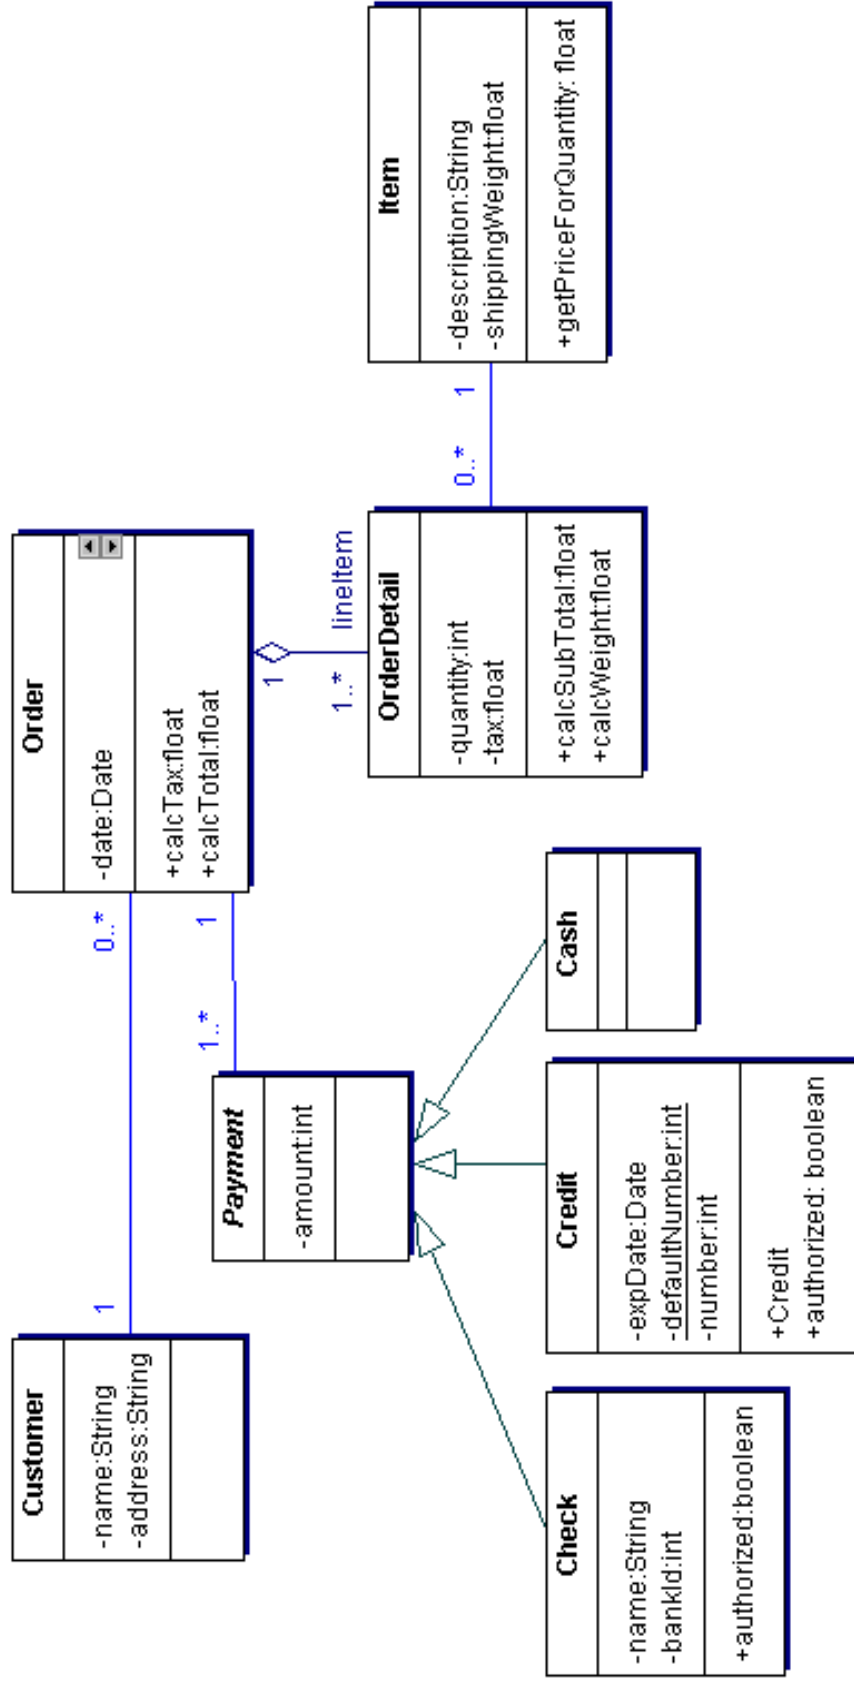 Customer
-name:String
-address:String
1
0..*
Order
-date:Date
+calcTax:float
+calcTotal:float
1
1..*
Payment
-amount:int
1
1..*
lineItem
OrderDetail
-quantity:int
-tax:float
+calcSubTotal:float
+calcWeight:float
0..*
1
Item
-description:String
-shippingWeight:float
+getPriceForQuantity: float
Check
-name:String
-bankId:int
+authorized:boolean
Credit
-expDate:Date
-defaultNumber:int
-number:int
+Credit
+authorized: boolean
Cash